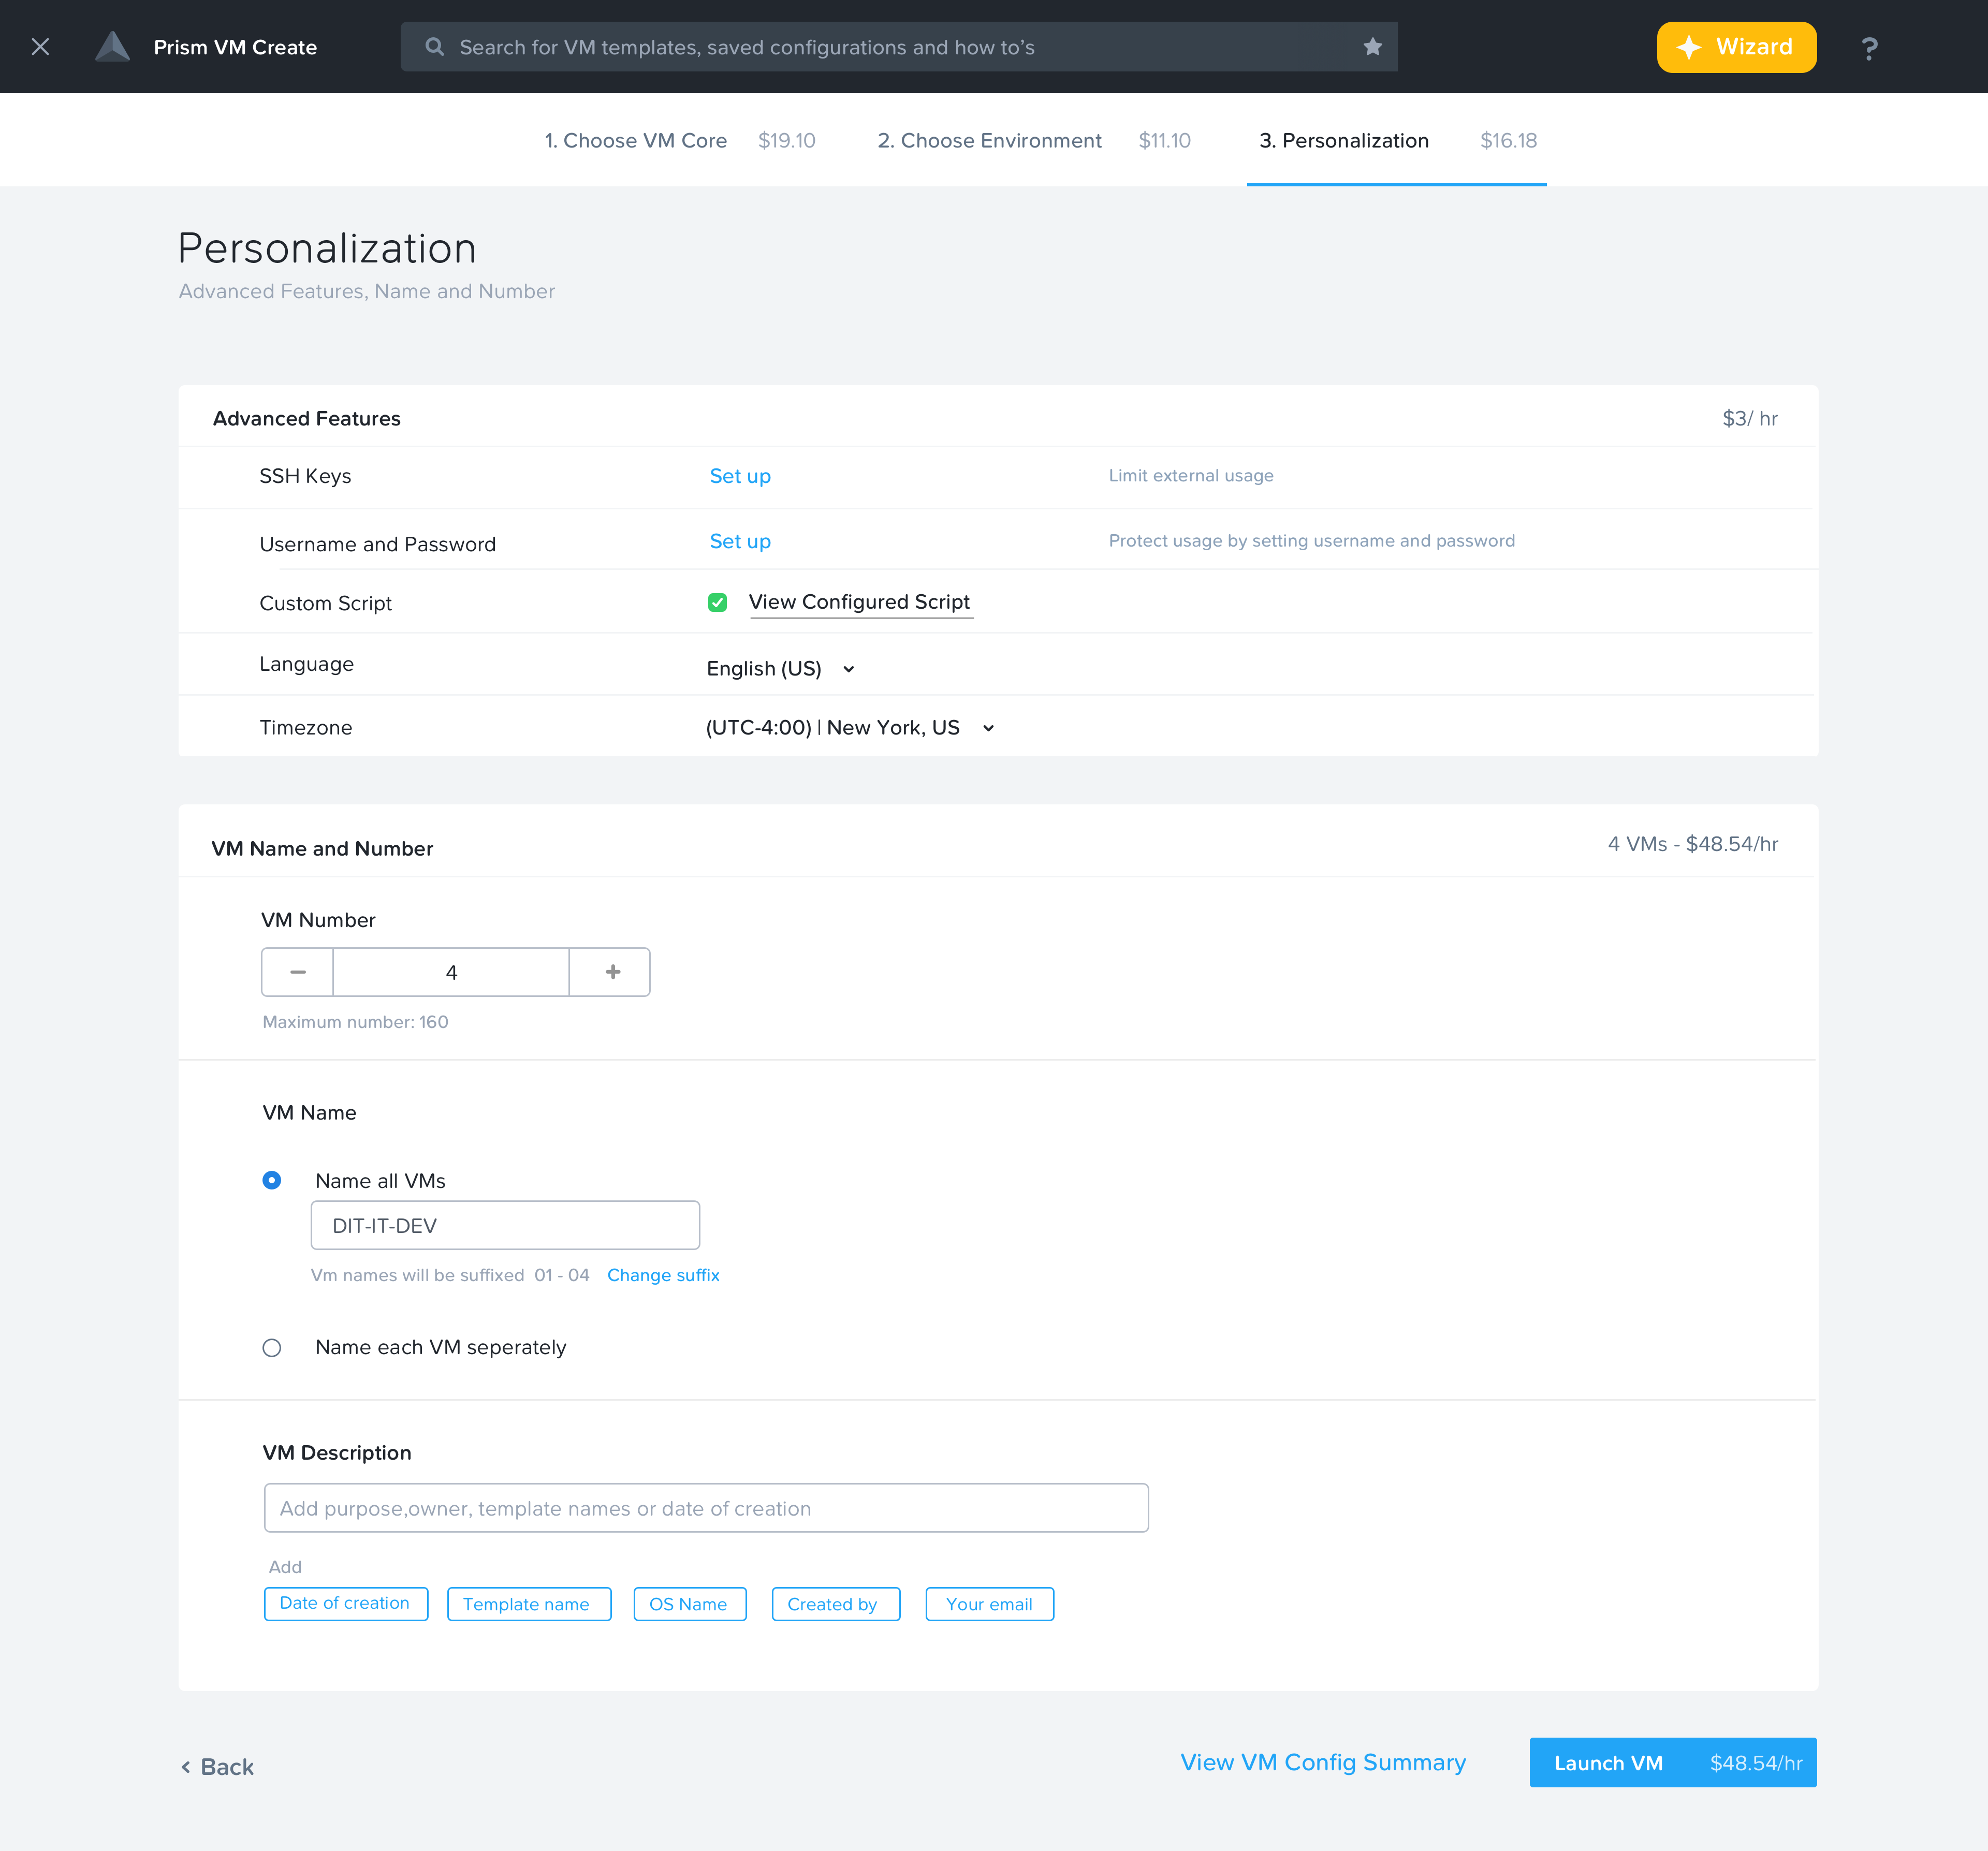 Prism VM Create
Search for VM templates, saved configurations and how to’s
Wizard
?
1. Choose VM Core $19.10
2. Choose Environment $11.10
3. Personalization $16.18
Personalization
Advanced Features, Name and Number
Advanced Features $3/ hr
SSH Keys Set up Limit external usage
Username and Password Set up Protect usage by setting username and password
Custom Script View Configured Script
Language English (US)
Timezone (UTC-4:00) | New York, US
VM Name and Number 4 VMs - $48.54/hr
VM Number
4
Maximum number: 160
VM Name
Name all VMs
DIT-IT-DEV
Vm names will be suffixed 01 - 04 Change suffix
Name each VM seperately
VM Description
Add purpose,owner, template names or date of creation
Add
Date of creation Template name OS Name Created by Your email
Back View VM Config Summary Launch VM $48.54/hr